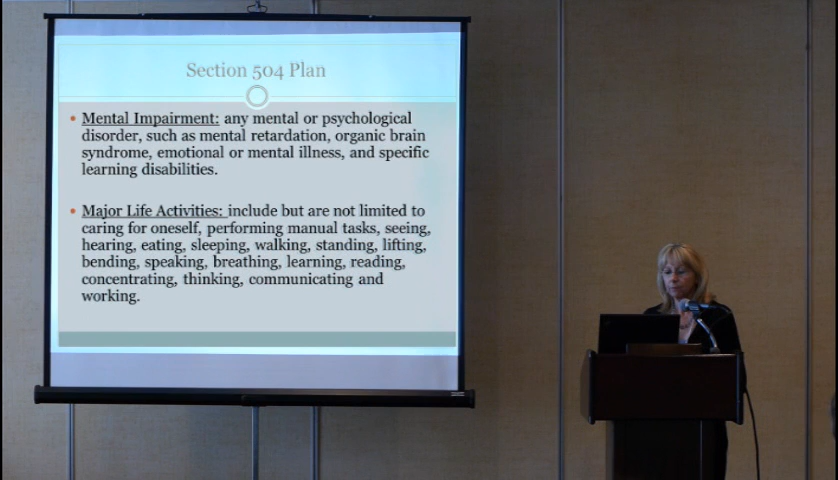 Section 504 Plan
• Mental Impairment: any mental or psychological
disorder, such as mental retardation, organic brain
syndrome, emotional or mental illness, and specific
learning disabilities.
• Major Life Activities: include but are not limited to
caring for oneself, performing manual tasks, seeing,
hearing, eating, sleeping, walking, standing, lifting,
bending, speaking, breathing, learning, reading,
concentrating, thinking, communicating and
working.